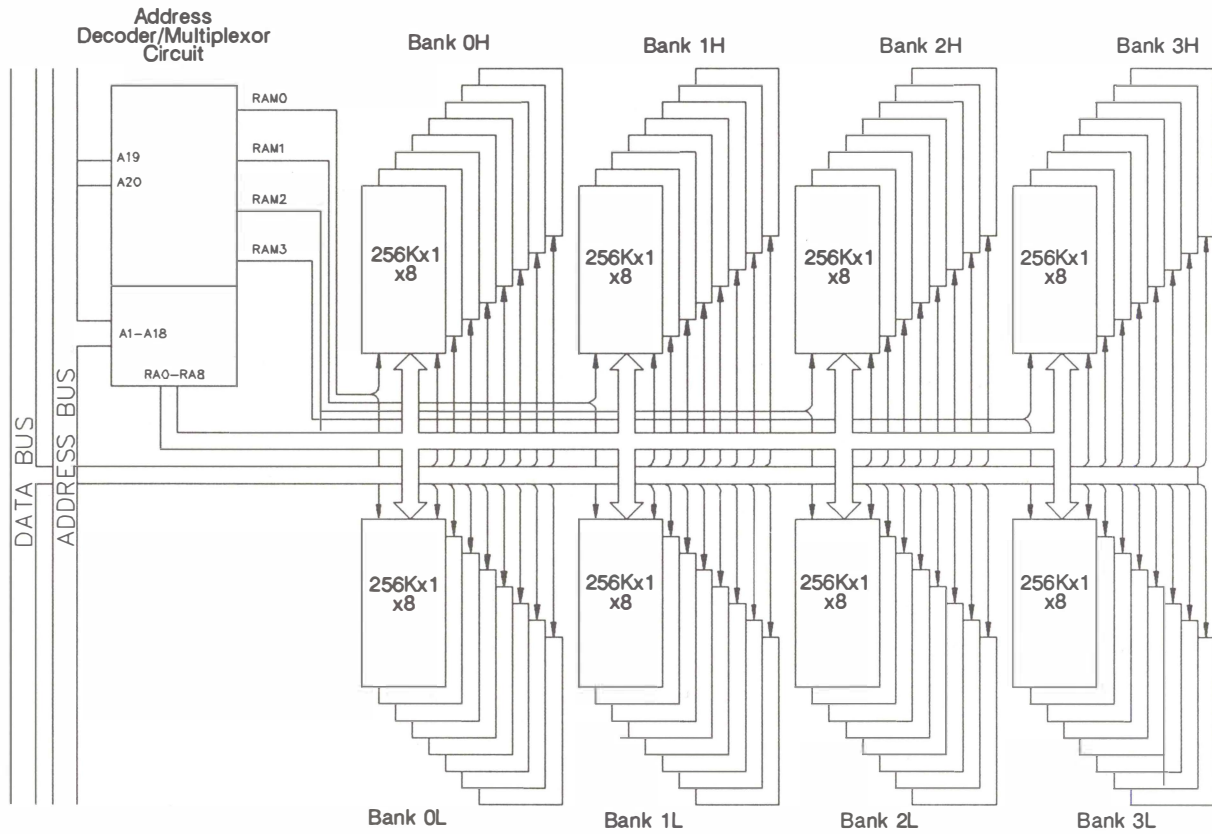 Address
Decoder/Multiplexor
Circuit
Bank 0H
Bank 1H
Bank 2H
Bank 3H
RAM0
RAM1
RAM2
RAM3
A19
A20
A1-A18
RA0-RA8
256Kx1
x8
256Kx1
x8
256Kx1
x8
256Kx1
x8
DATA BUS
ADDRESS BUS
256Kx1
x8
256Kx1
x8
256Kx1
x8
256Kx1
x8
Bank 0L
Bank 1L
Bank 2L
Bank 3L